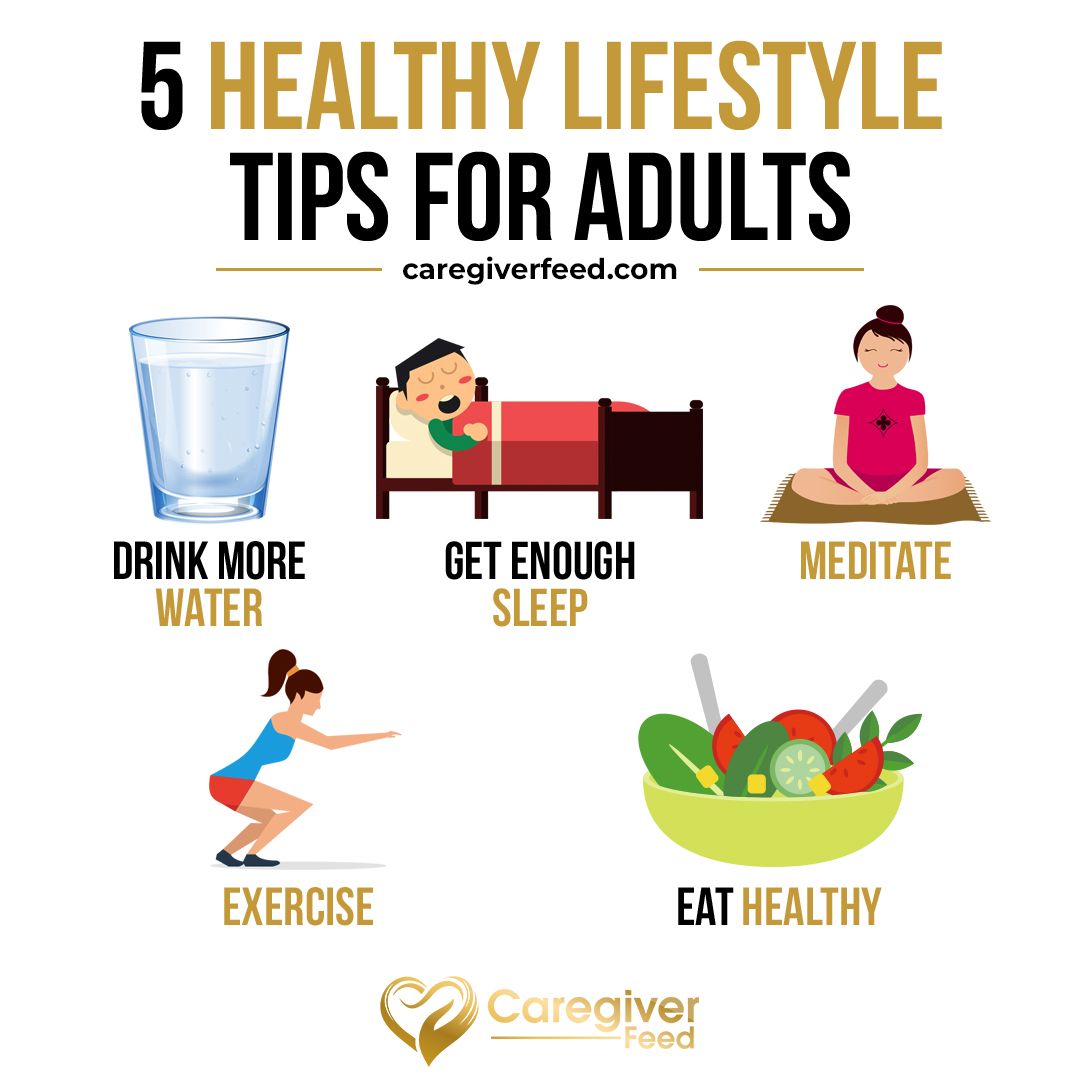 5 HEALTHY LIFESTYLE
TIPS FOR ADULTS
caregiverfeed.com
DRINK MORE
WATER
GET ENOUGH
SLEEP
MEDITATE
EXERCISE
EAT HEALTHY
Caregiver
Feed